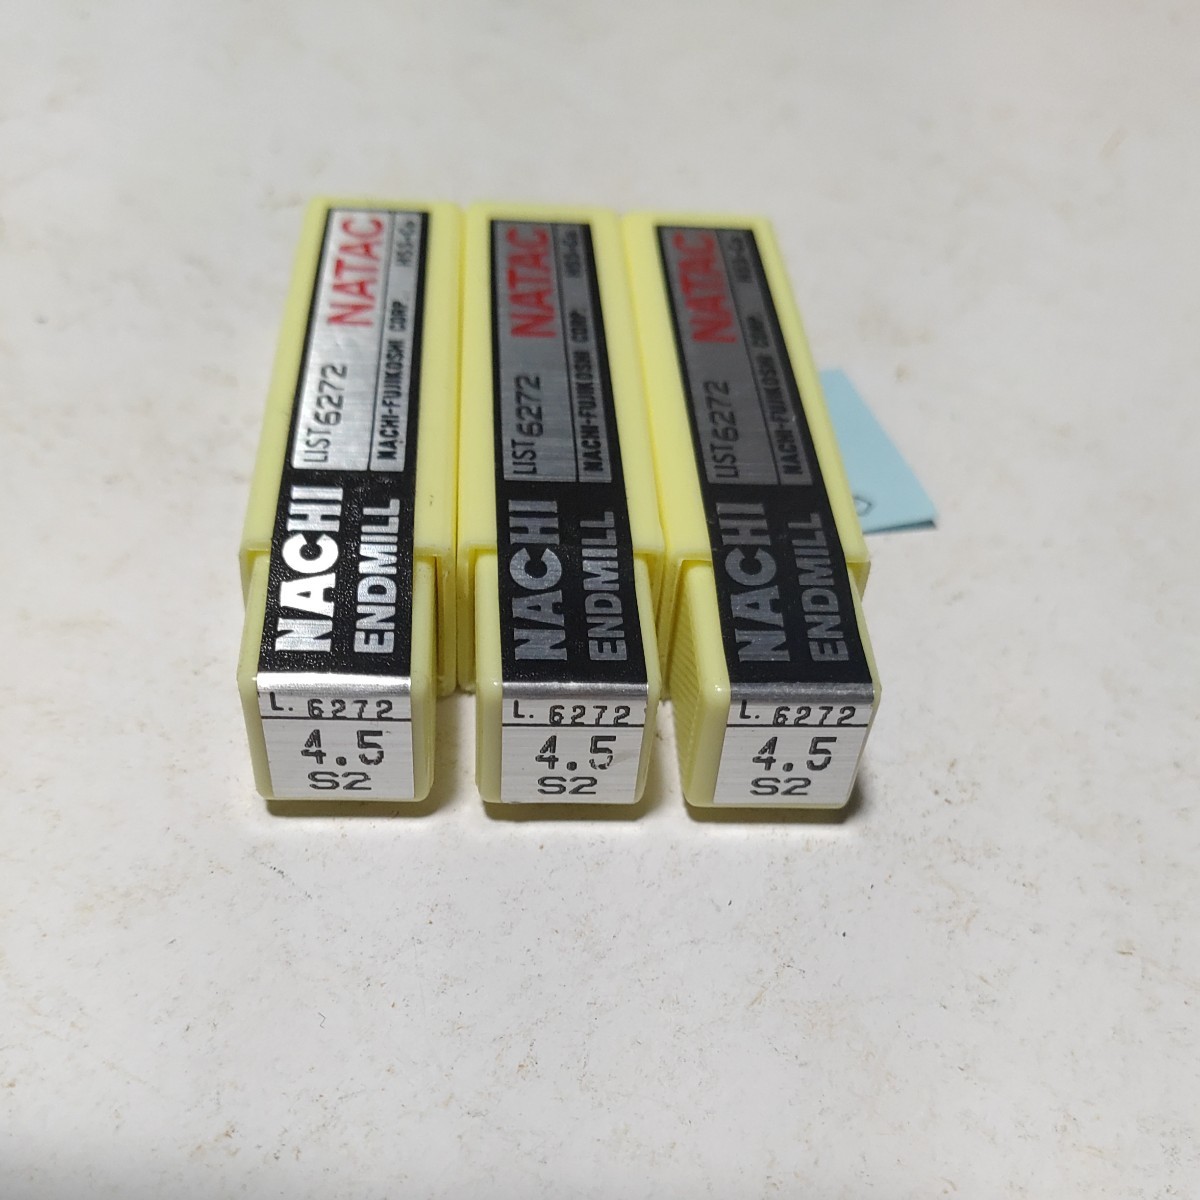 NATAC
HSS-Co
LIST 6272
NACHI-FUJIKOSHI CORP.
NACHI
ENDMILL
L. 6272
4.5
S2
NATAC
HSS-Co
LIST 6272
NACHI-FUJIKOSHI CORP.
NACHI
ENDMILL
L. 6272
4.5
S2
NATAC
HSS-Co
LIST 6272
NACHI-FUJIKOSHI CORP.
NACHI
ENDMILL
L. 6272
4.5
S2